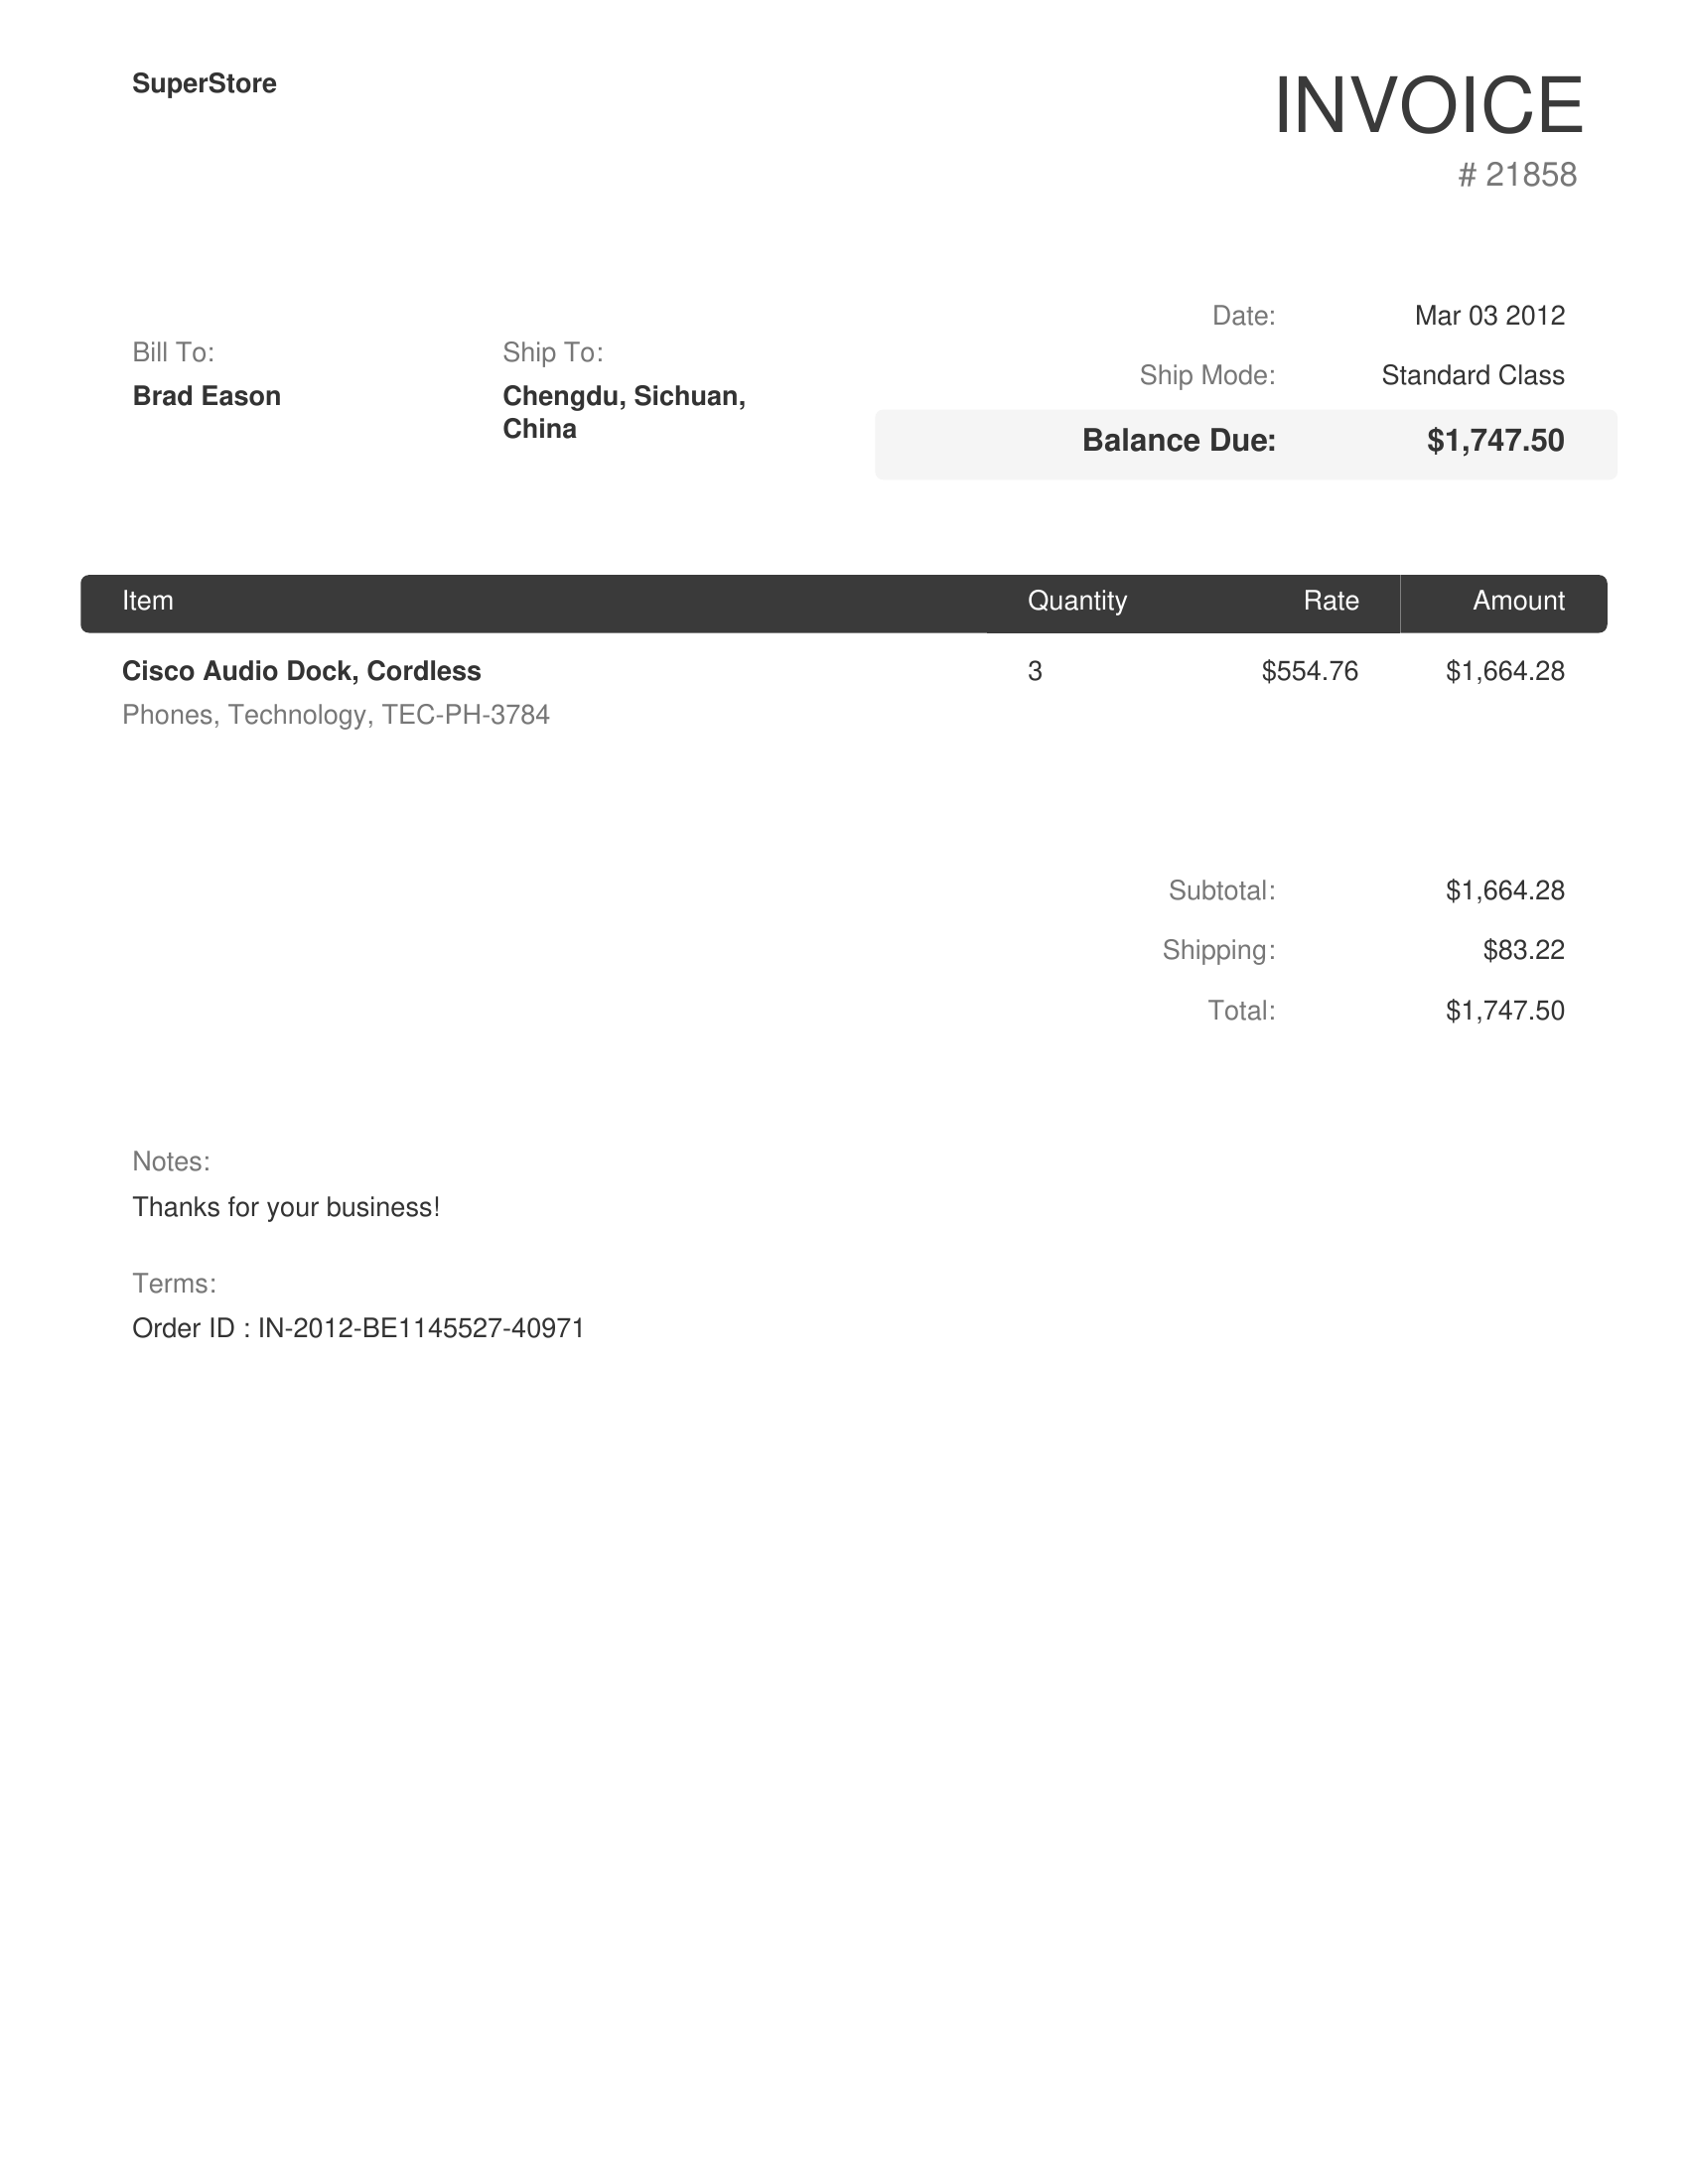 SuperStore
INVOICE
# 21858
Date: Mar 03 2012
Ship Mode: Standard Class
Balance Due: $1,747.50
Bill To:
Brad Eason
Ship To:
Chengdu, Sichuan,
China
Item Quantity Rate Amount
Cisco Audio Dock, Cordless 3 $554.76 $1,664.28
Phones, Technology, TEC-PH-3784
Subtotal: $1,664.28
Shipping: $83.22
Total: $1,747.50
Notes:
Thanks for your business!
Terms:
Order ID : IN-2012-BE1145527-40971